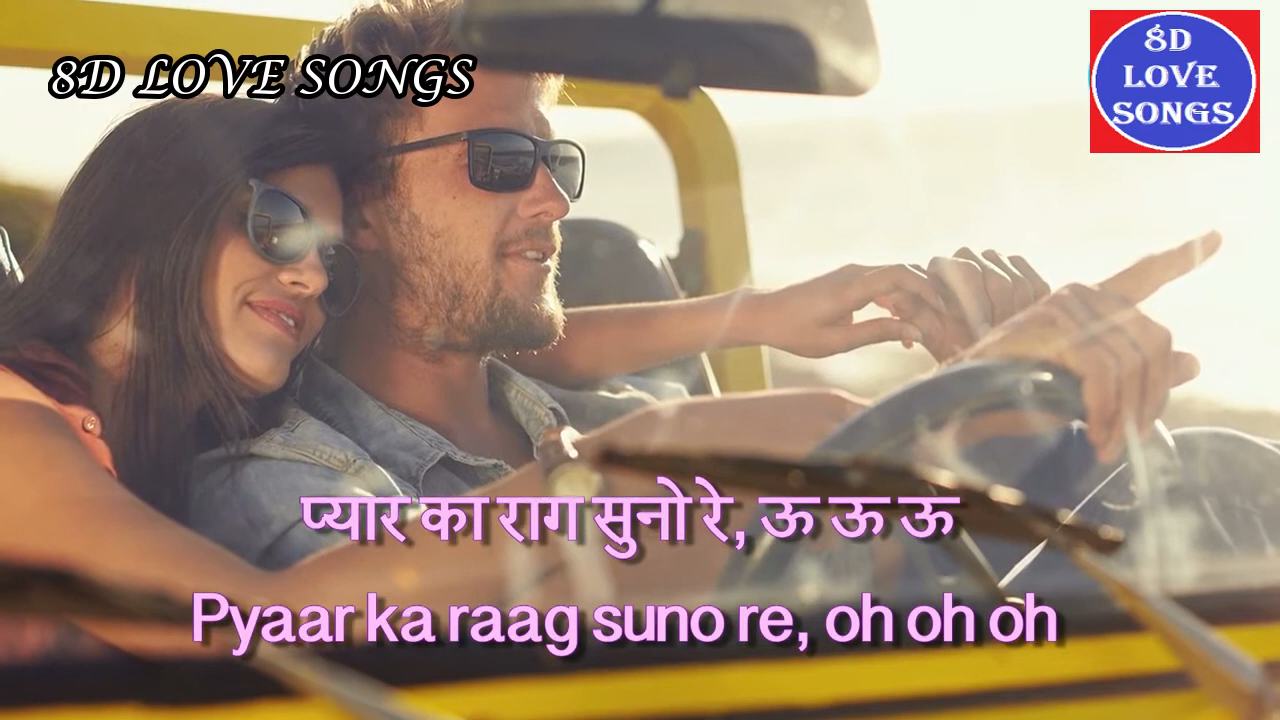 8D LOVE SONGS
8D
LOVE
SONGS
प्यार का राग सुनो रे, ऊ ऊ ऊ
Pyaar ka raag suno re, oh oh oh